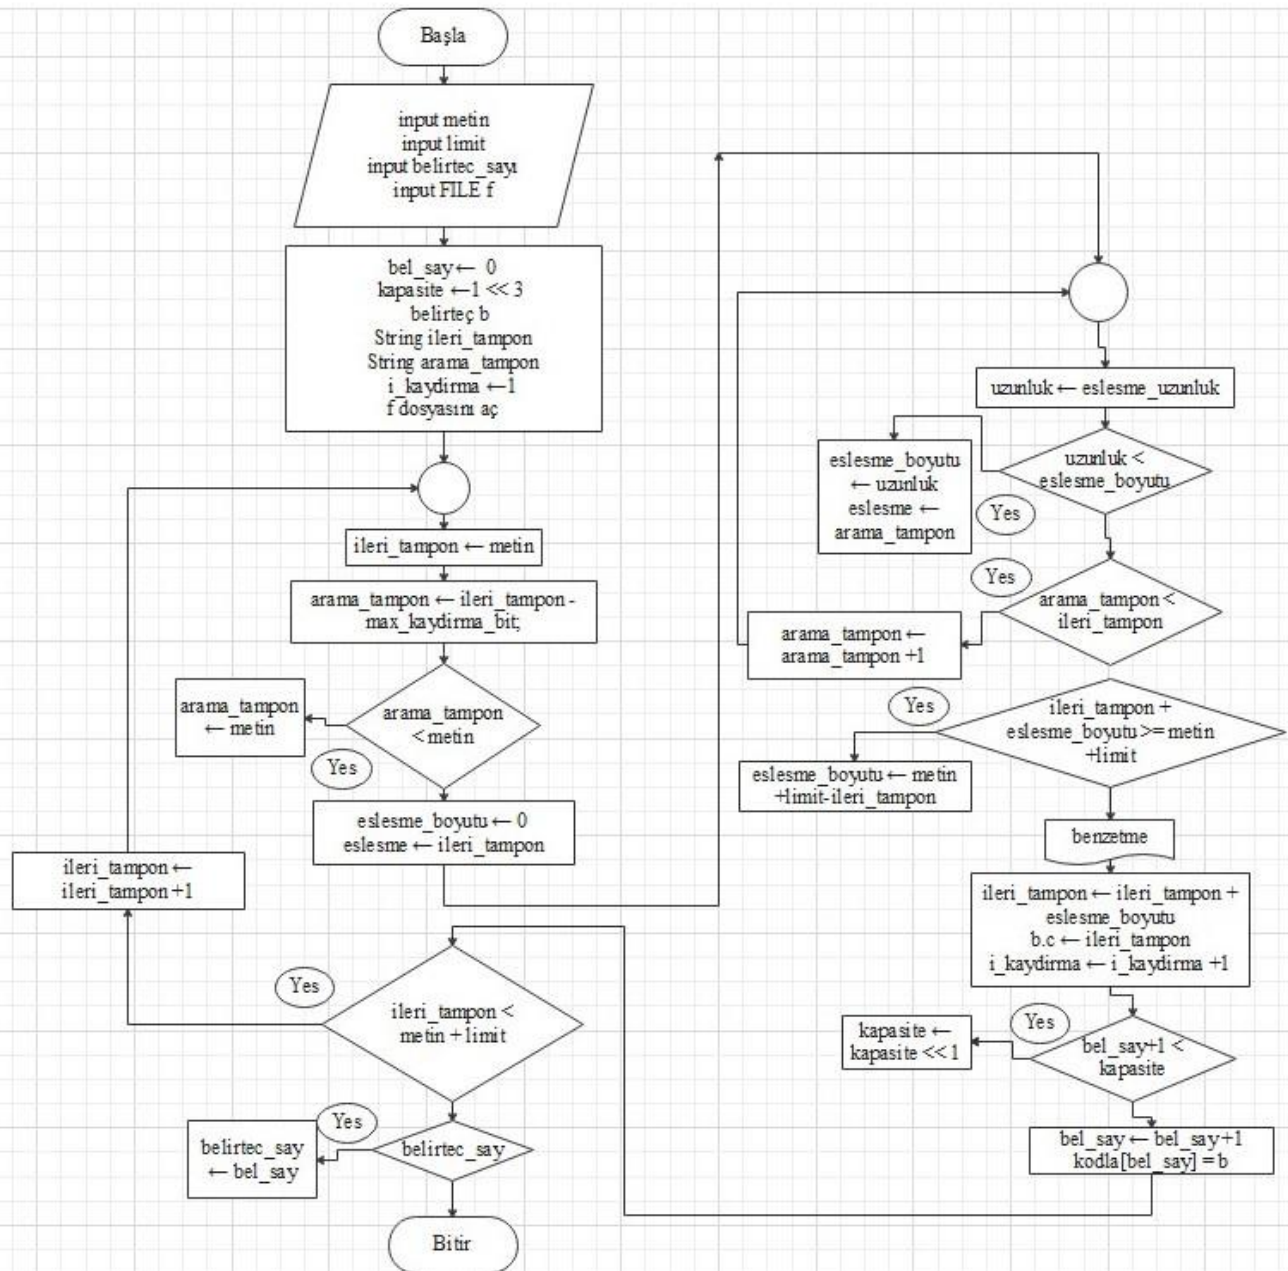 Başla
input metin
input limit
input belirtec_sayı
input FILE f
bel_say ← 0
kapasite ←1 << 3
belirteç b
String ileri_tampon
String arama_tampon
i_kaydirma ←1
f dosyasını aç
ileri_tampon ← metin
arama_tampon ← ileri_tampon -
max_kaydirma_bit;
arama_tampon
← metin
arama_tampon
< metin
Yes
eslesme_boyutu ← 0
eslesme ← ileri_tampon
ileri_tampon ←
ileri_tampon +1
Yes
ileri_tampon <
metin + limit
Yes
belirtec_say
← bel_say
belirtec_say
Bitir
uzunluk ← eslesme_uzunluk
uzunluk <
eslesme_boyutu
eslesme_boyutu
← uzunluk
eslesme ←
arama_tampon
Yes
Yes
arama_tampon <
ileri_tampon
arama_tampon ←
arama_tampon +1
Yes
ileri_tampon +
eslesme_boyutu >= metin
+limit
eslesme_boyutu ← metin
+limit-ileri_tampon
benzetme
ileri_tampon ← ileri_tampon +
eslesme_boyutu
b.c ← ileri_tampon
i_kaydirma ← i_kaydirma +1
Yes
kapasite ←
kapasite << 1
bel_say+1 <
kapasite
bel_say ← bel_say+1
kodla[bel_say] = b